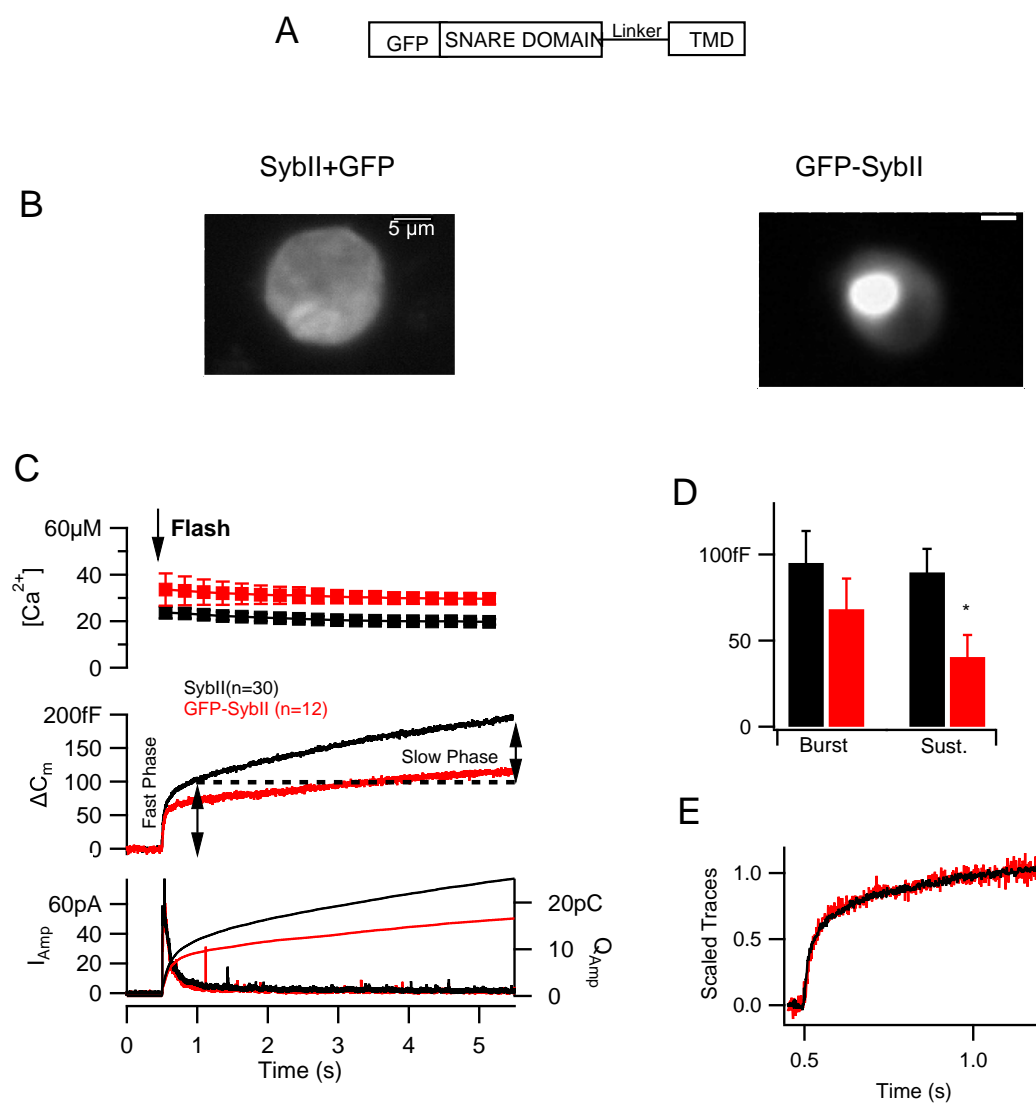 A
GFP
SNARE DOMAIN
Linker
TMD
SybII+GFP
GFP-SybII
B
5 µm
C
60µM
40
20
0
[Ca2+]
Flash
SybII(n=30)
GFP-SybII (n=12)
200fF
150
100
50
0
ΔCm
Fast Phase
Slow Phase
60pA
40
20
0
IAmp
20pC
10
0
QAmp
0
1
2
3
4
5
Time (s)
D
100fF
50
0
*
Burst
Sust.
E
1.0
0.5
0.0
Scaled Traces
0.5
1.0
Time (s)